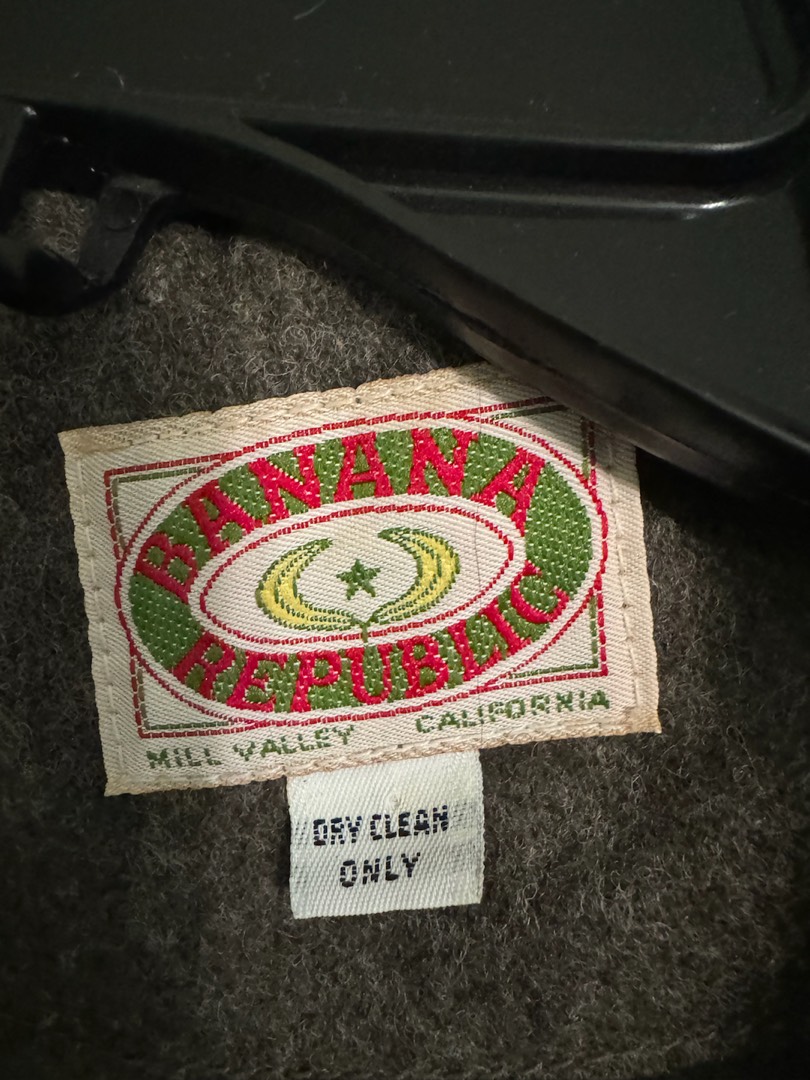 BANANA
REPUBLIC
MILL VALLEY CALIFORNIA
DRY CLEAN
ONLY